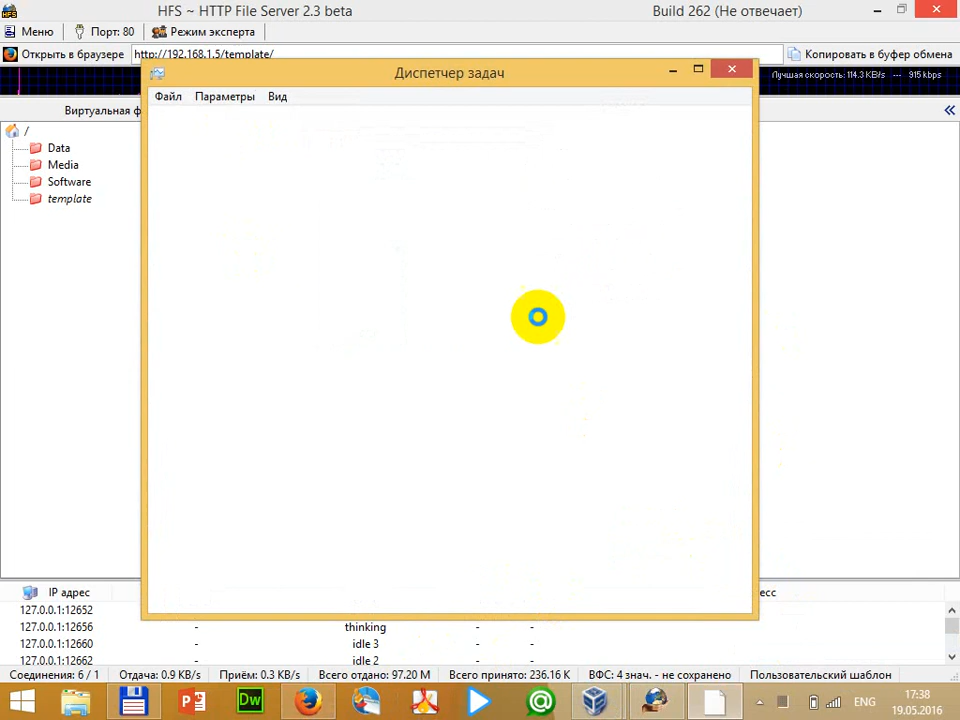 HFS ~ HTTP File Server 2.3 beta
Build 262 (Не отвечает)
Меню
Порт: 80
Режим эксперта
Открыть в браузере
http://192.168.1.5/template/
Копировать в буфер обмена
Диспетчер задач
Лучшая скорость: 114.3 KB/s --- 915 kbps
Файл
Параметры
Вид
Виртуальная ф
/
Data
Media
Software
template
IP адрес
127.0.0.1:12652
127.0.0.1:12656 - thinking - -
127.0.0.1:12660 - idle 3 - -
127.0.0.1:12662 - idle 2 - -
Соединения: 6 / 1
Отдача: 0.9 KB/s
Приём: 0.3 KB/s
Всего отдано: 97.20 M
Всего принято: 236.16 K
ВФС: 4 знач. - не сохранено
Пользовательский шаблон
Dw
ENG
17:38
19.05.2016